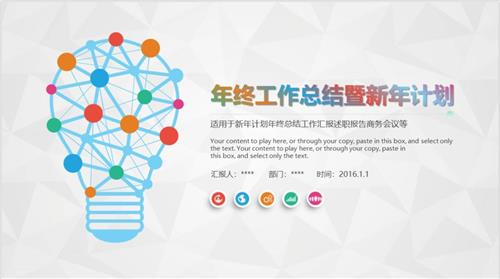 年终工作总结暨新年计划
适用于新年计划年终总结工作汇报述职报告商务会议等
Your content to play here, or through your copy, paste in this box, and select only
the text. Your content to play here, or through your copy, paste in
this box, and select only the text.
汇报人：**** 部门：**** 时间：2016.1.1